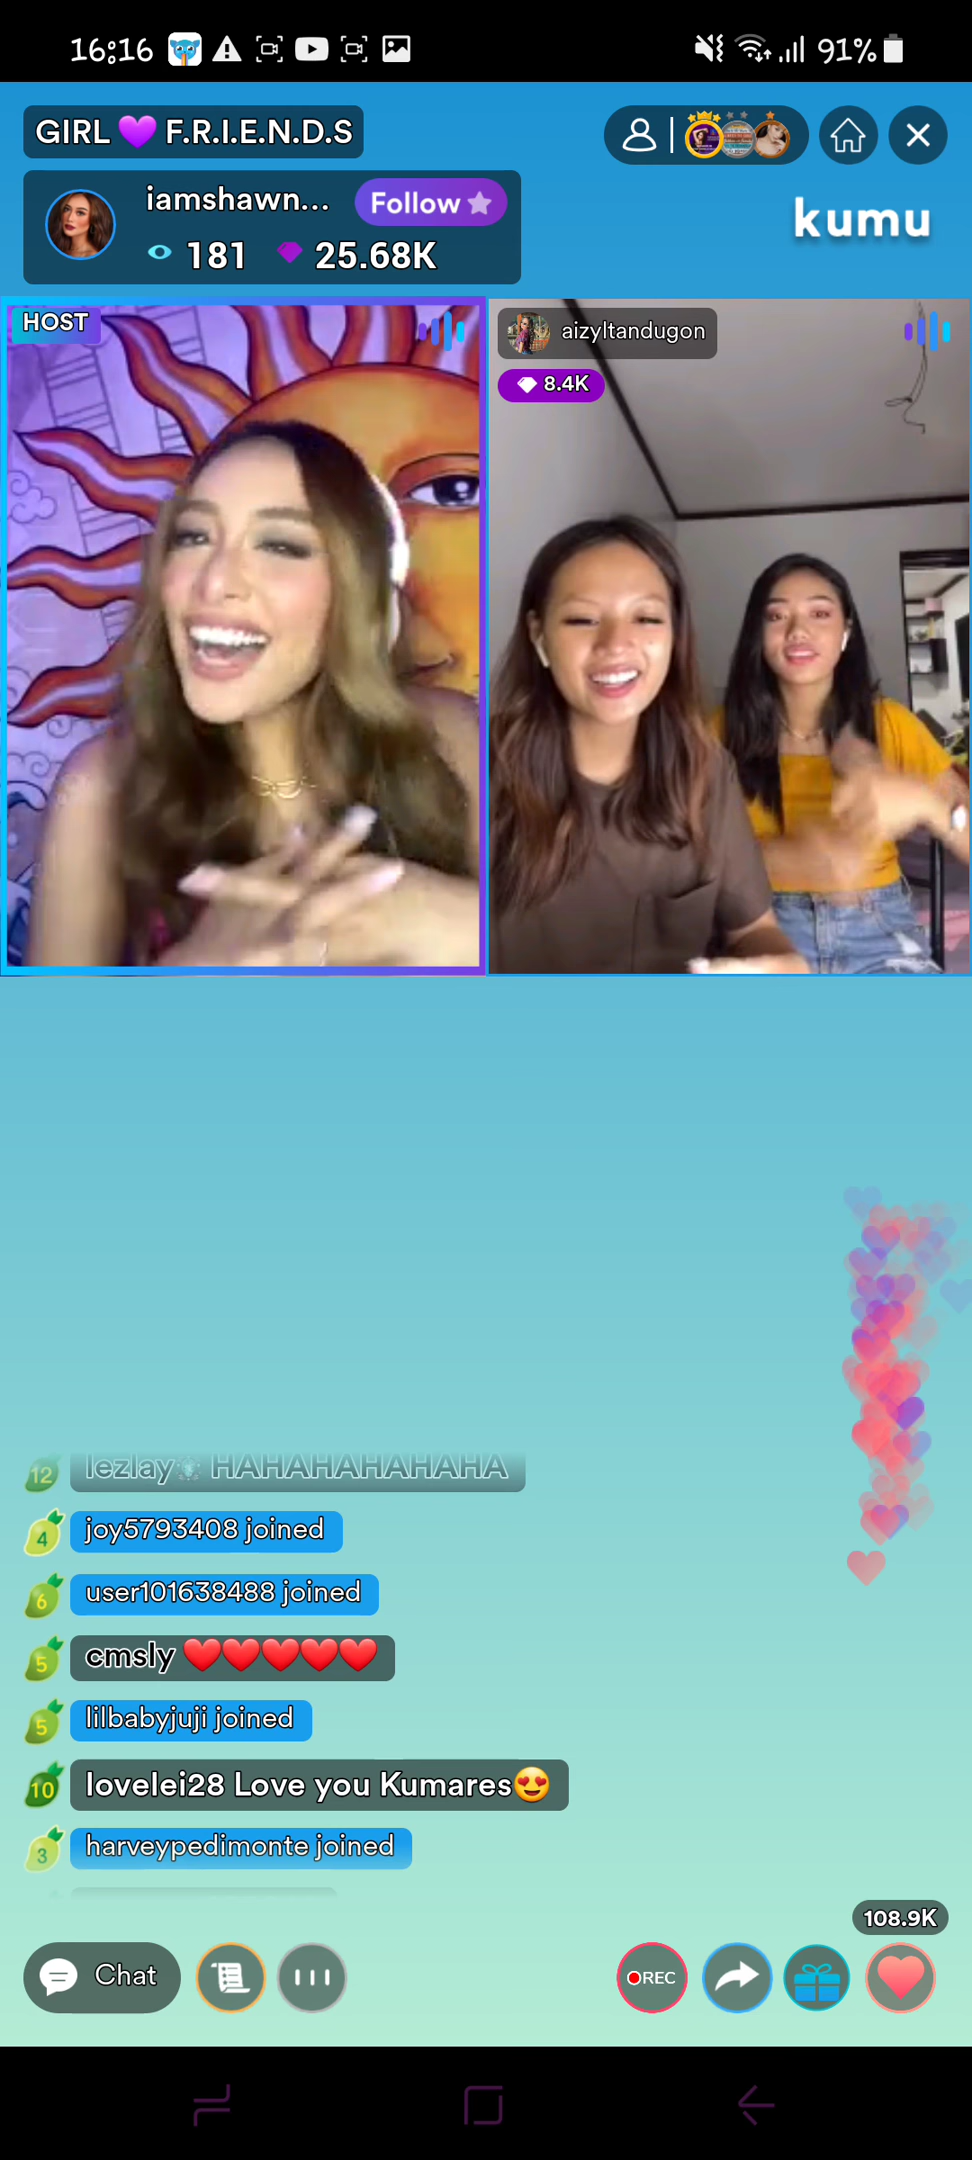 16:16 91%
GIRL 💜 F.R.I.E.N.D.S
iamshawn... Follow
181 25.68K
kumu
HOST
aizyltandugon
8.4K
12 lezlay HAHAHAHAHAHA
4 joy5793408 joined
6 user101638488 joined
5 cmsly ❤️❤️❤️❤️❤️
5 lilbabyjuji joined
10 lovelei28 Love you Kumares😍
3 harveypedimonte joined
108.9K
Chat REC